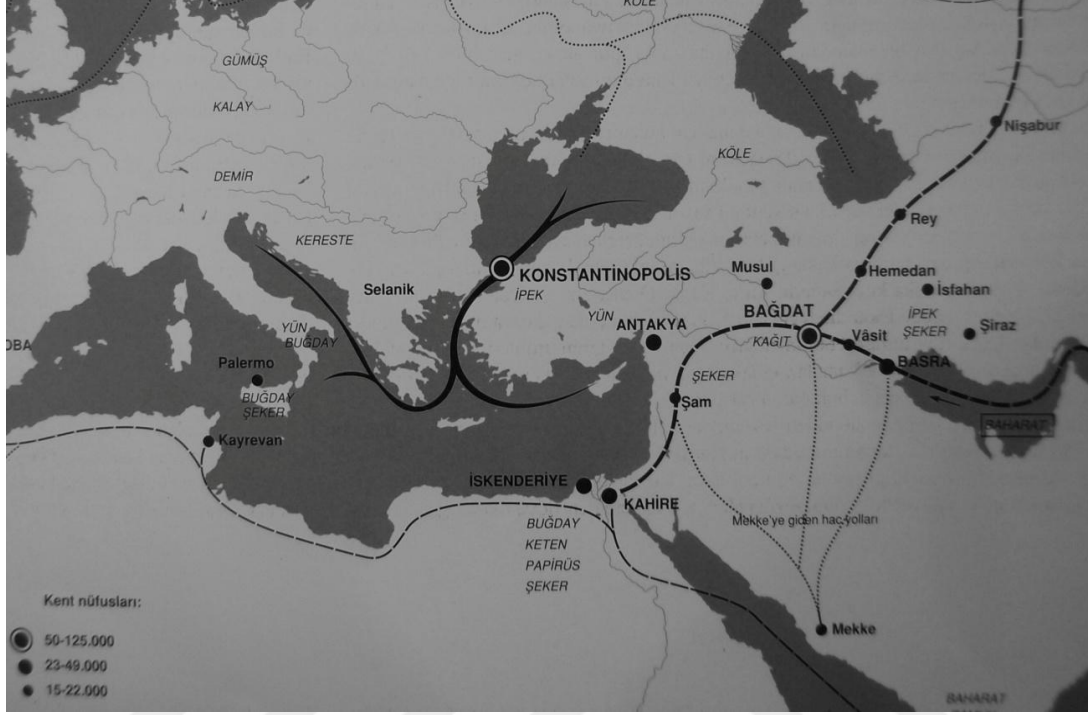 KÖLE
GÜMÜŞ
KALAY
Nişabur
KÖLE
DEMİR
Rey
KERESTE
Musul
Hemedan
KONSTANTİNOPOLİS
İPEK
Selanik
İsfahan
BAĞDAT
İPEK
ŞEKER
YÜN
ANTAKYA
Şiraz
YÜN
BUĞDAY
KAĞIT
Vâsit
OBA
Palermo
BASRA
ŞEKER
BUĞDAY
ŞEKER
Şam
BAHARAT
Kayrevan
İSKENDERİYE
KAHİRE
BUĞDAY
KETEN
PAPİRÜS
ŞEKER
Mekke'ye giden hac yolları
Kent nüfusları:
50-125.000
23-49.000
15-22.000
Mekke
BAHARAT